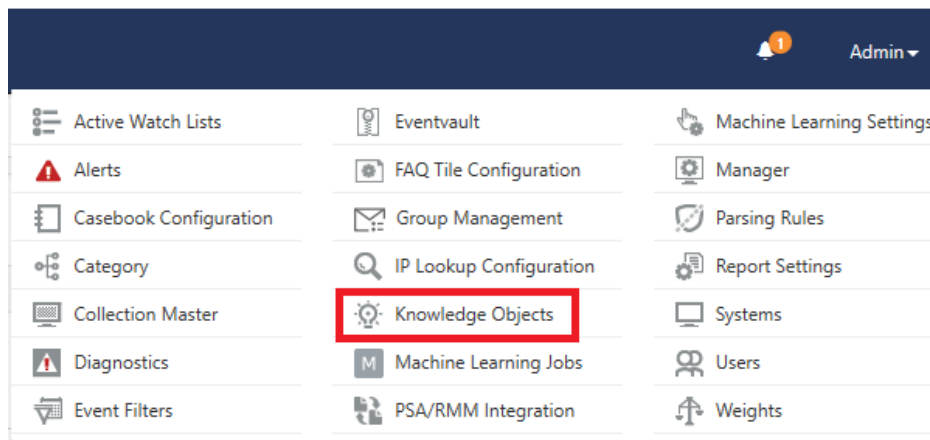 1
Admin
Active Watch Lists
Eventvault
Machine Learning Settings
Alerts
FAQ Tile Configuration
Manager
Casebook Configuration
Group Management
Parsing Rules
Category
IP Lookup Configuration
Report Settings
Collection Master
Knowledge Objects
Systems
Diagnostics
M
Machine Learning Jobs
Users
Event Filters
PSA/RMM Integration
Weights